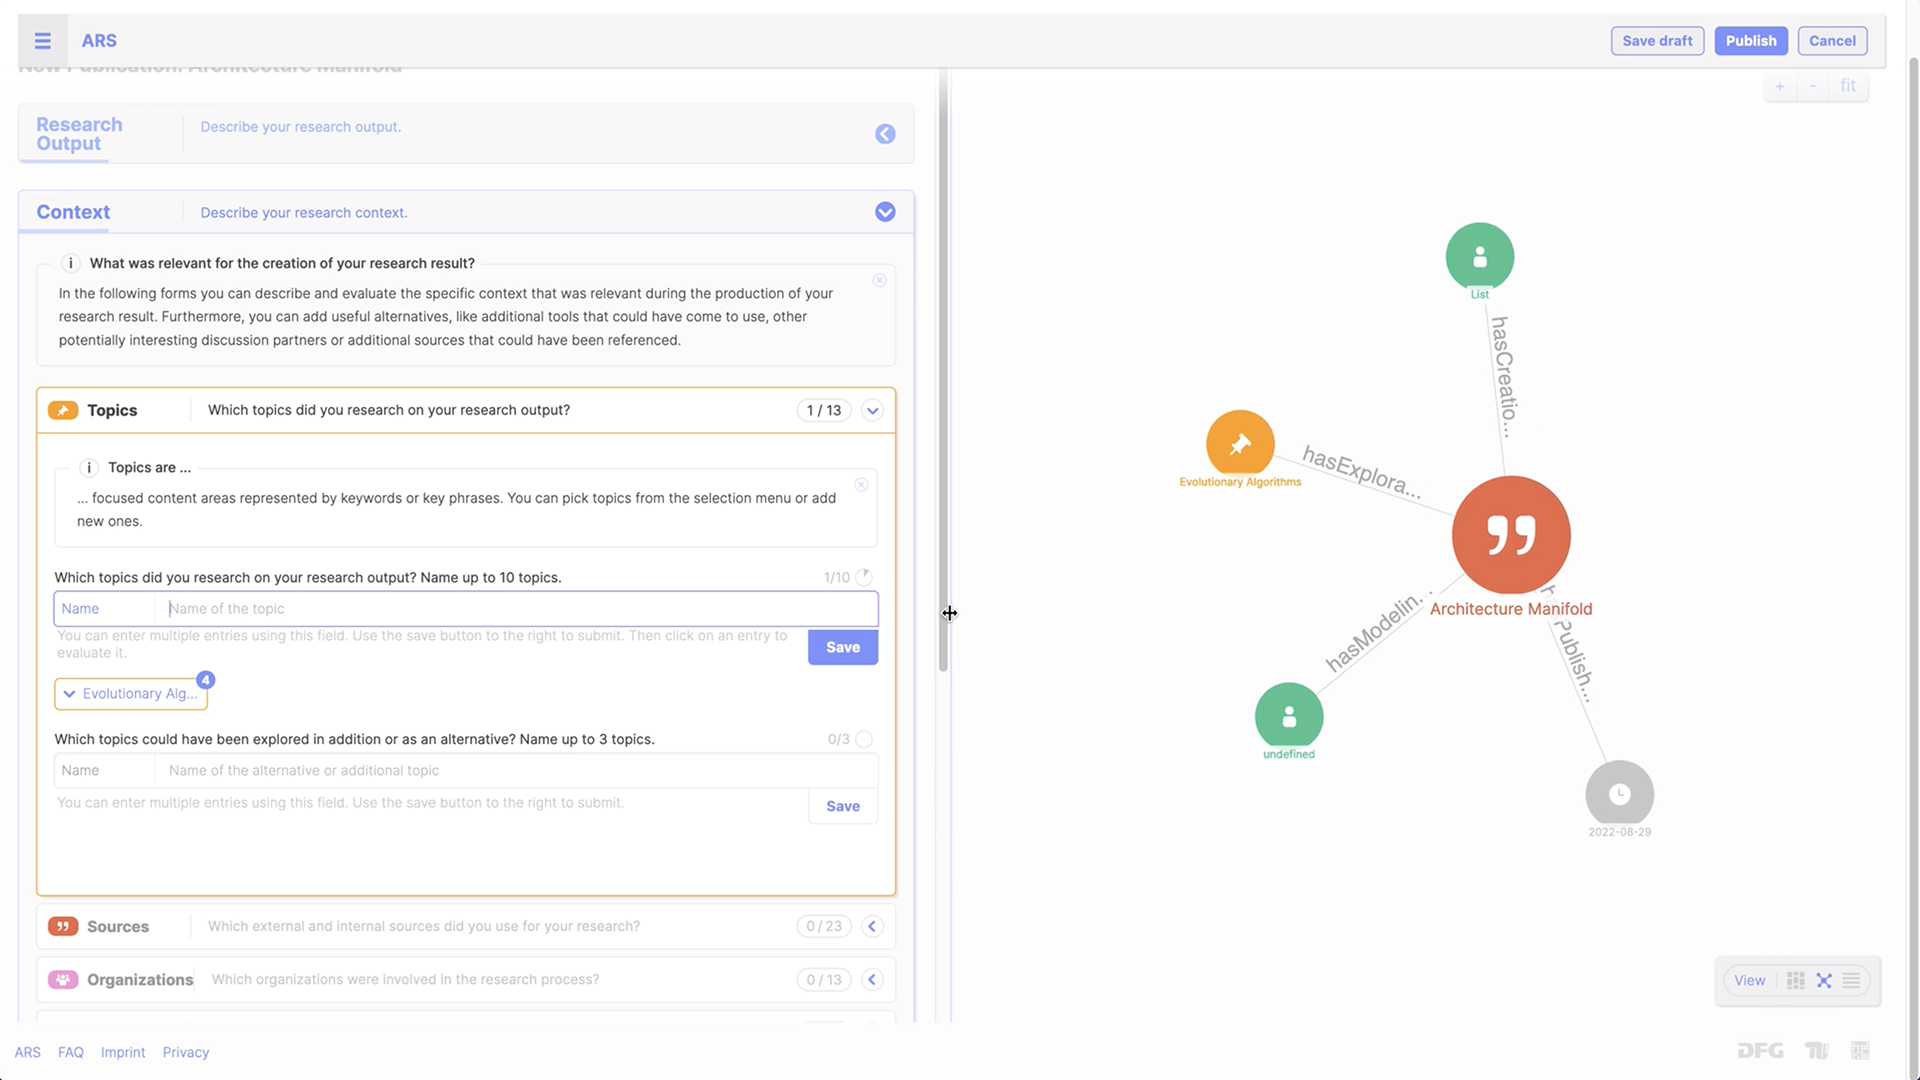 ARS
Save draft
Publish
Cancel
New Publication: Architecture Manifold
Research
Output
Describe your research output.
Context
Describe your research context.
i What was relevant for the creation of your research result?
In the following forms you can describe and evaluate the specific context that was relevant during the production of your
research result. Furthermore, you can add useful alternatives, like additional tools that could have come to use, other
potentially interesting discussion partners or additional sources that could have been referenced.
Topics
Which topics did you research on your research output?
1 / 13
i Topics are ...
... focused content areas represented by keywords or key phrases. You can pick topics from the selection menu or add
new ones.
Which topics did you research on your research output? Name up to 10 topics.
1/10
Name
Name of the topic
You can enter multiple entries using this field. Use the save button to the right to submit. Then click on an entry to
evaluate it.
Save
Evolutionary Alg...
4
Which topics could have been explored in addition or as an alternative? Name up to 3 topics.
0/3
Name
Name of the alternative or additional topic
You can enter multiple entries using this field. Use the save button to the right to submit.
Save
Sources
Which external and internal sources did you use for your research?
0 / 23
Organizations
Which organizations were involved in the research process?
0 / 13
+
-
fit
List
hasCreatio...
Evolutionary Algorithms
hasExplora...
Architecture Manifold
hasModelin...
undefined
2022-08-29
View
ARS
FAQ
Imprint
Privacy
DFG